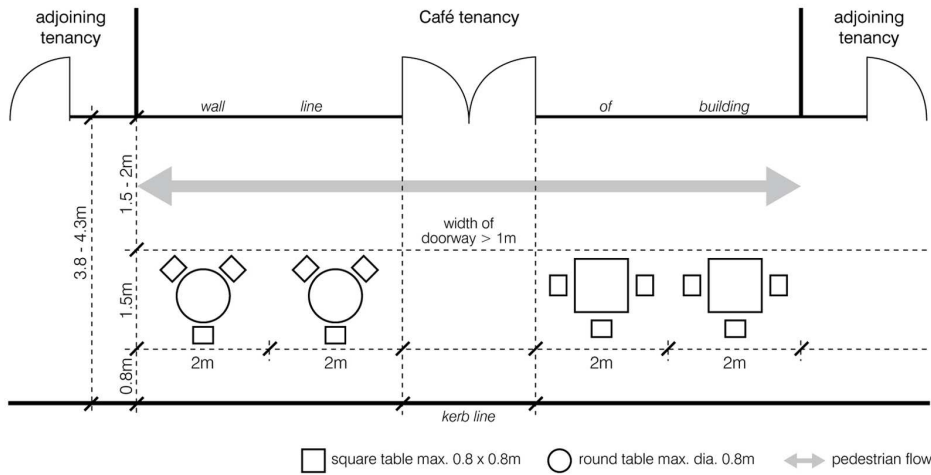 adjoining
tenancy
Café tenancy
adjoining
tenancy
wall line of building
3.8 - 4.3m
1.5 - 2m
width of
doorway > 1m
1.5m
0.8m
2m 2m 2m 2m
kerb line
square table max. 0.8 x 0.8m round table max. dia. 0.8m pedestrian flow